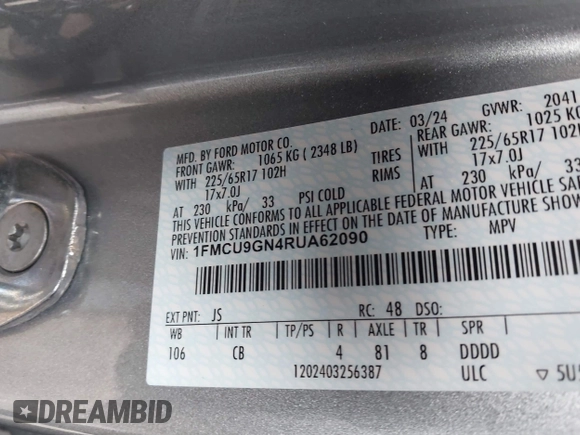 MFD. BY FORD MOTOR CO.
DATE: 03/24 GVWR: 2041
FRONT GAWR: 1065 KG ( 2348 LB) REAR GAWR: 1025 KG
WITH 225/65R17 102H TIRES WITH 225/65R17 102H
17x7.0J RIMS 17x7.0J
AT 230 kPa/ 33 PSI COLD AT 230 kPa/ 33
THIS VEHICLE CONFORMS TO ALL APPLICABLE FEDERAL MOTOR VEHICLE
PREVENTION STANDARDS IN EFFECT ON THE DATE OF MANUFACTURE
VIN: 1FMCU9GN4RUA62090 TYPE: MPV
EXT PNT: JS RC: 48 DSO:
WB INT TR TP/PS R AXLE TR SPR
106 CB 4 81 8 DDDD
1202403256387 ULC
DREAMBID